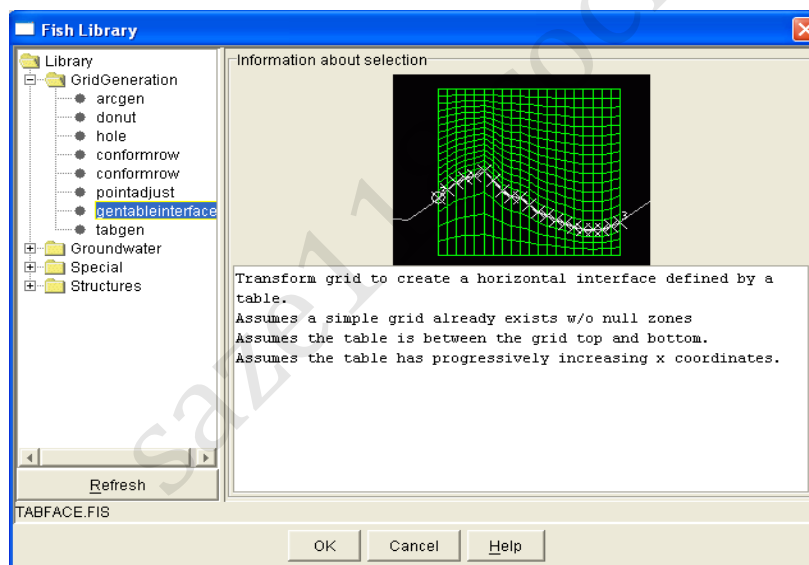 Fish Library
Library
GridGeneration
arcgen
donut
hole
conformrow
conformrow
pointadjust
gentableinterface
tabgen
Groundwater
Special
Structures
Refresh
Information about selection
3
Transform grid to create a horizontal interface defined by a
table.
Assumes a simple grid already exists w/o null zones
Assumes the table is between the grid top and bottom.
Assumes the table has progressively increasing x coordinates.
TABFACE.FIS
OK
Cancel
Help